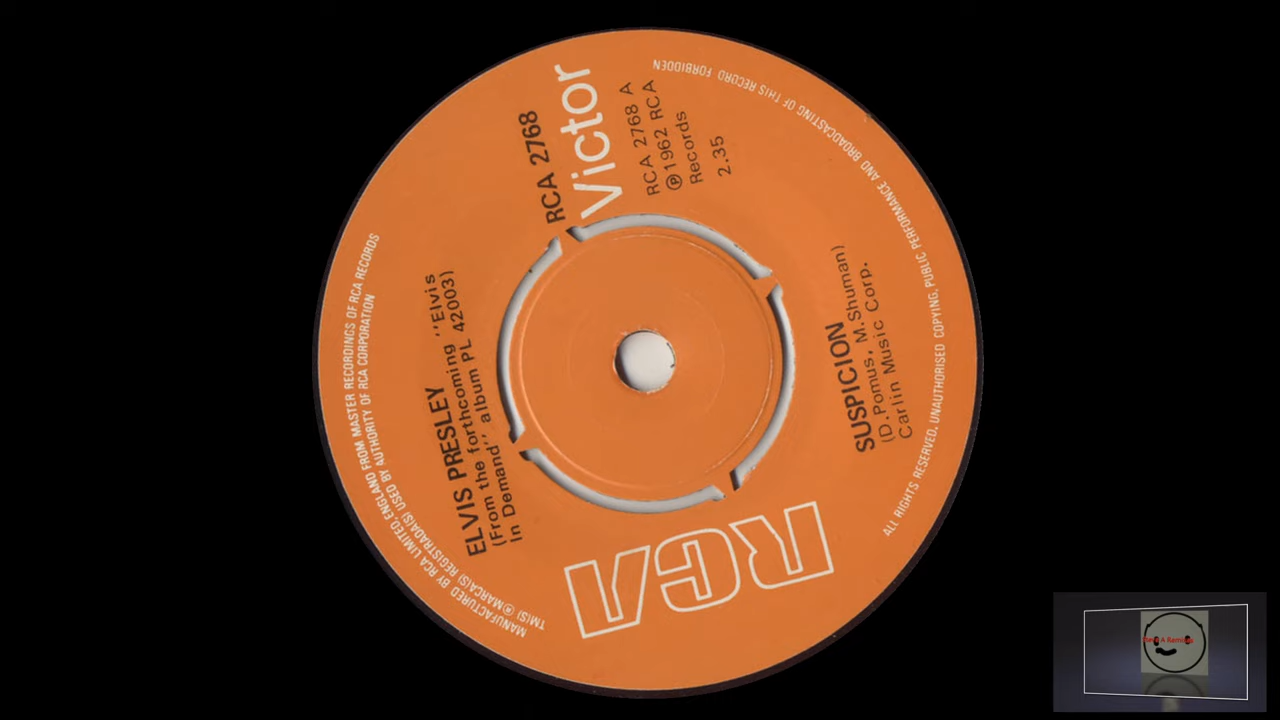 RCA
Victor
RCA 2768
RCA 2768 A
℗ 1962 RCA
Records
2.35
SUSPICION
(D.Pomus, M.Shuman)
Carlin Music Corp.
ELVIS PRESLEY
(From the forthcoming "Elvis
In Demand" album PL 42003)
ALL RIGHTS RESERVED. UNAUTHORISED COPYING, PUBLIC PERFORMANCE AND BROADCASTING OF THIS RECORD FORBIDDEN
TM(S) ® MARCA(S) REGISTRADA(S) USED BY AUTHORITY OF RCA CORPORATION
MANUFACTURED BY RCA LIMITED, ENGLAND FROM MASTER RECORDINGS OF RCA RECORDS